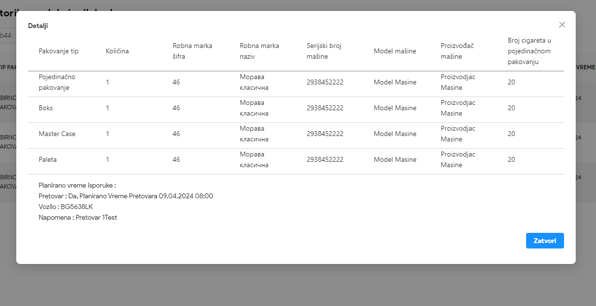 Detalji
Pakovanje tip Količina Robna marka šifra Robna marka naziv Serijski broj mašine Model mašine Proizvođač mašine Broj cigareta u pojedinačnom pakovanju
Pojedinačno pakovanje 1 46 Морава класична 2938452222 Model Masine Proizvodjac Masine 20
Boks 1 46 Морава класична 2938452222 Model Masine Proizvodjac Masine 20
Master Case 1 46 Морава класична 2938452222 Model Masine Proizvodjac Masine 20
Paleta 1 46 Морава класична 2938452222 Model Masine Proizvodjac Masine 20
Planirano vreme isporuke :
Pretovar : Da, Planirano Vreme Pretovara 09.04.2024 08:00
Vozilo : BG5638LK
Napomena : Pretovar 1Test
Zatvori